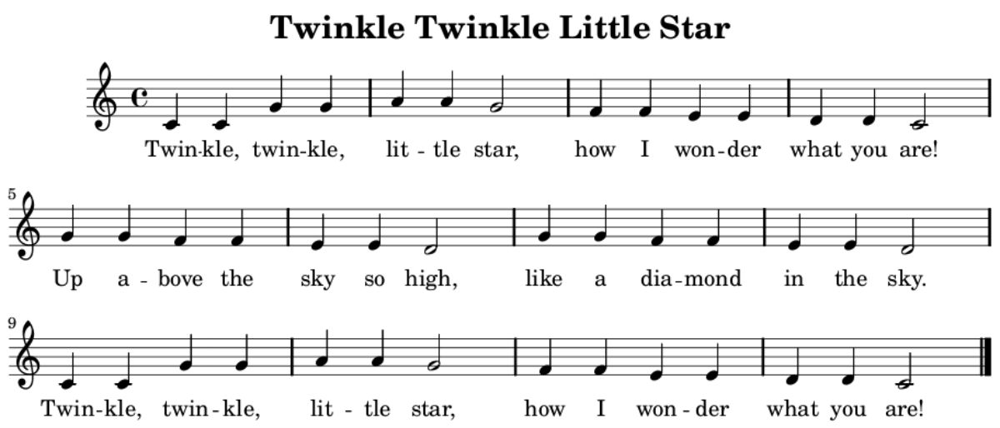 Twinkle Twinkle Little Star
Twin-kle, twin-kle, lit-tle star, how I won-der what you are!
5
Up a-bove the sky so high, like a dia-mond in the sky.
9
Twin-kle, twin-kle, lit-tle star, how I won-der what you are!